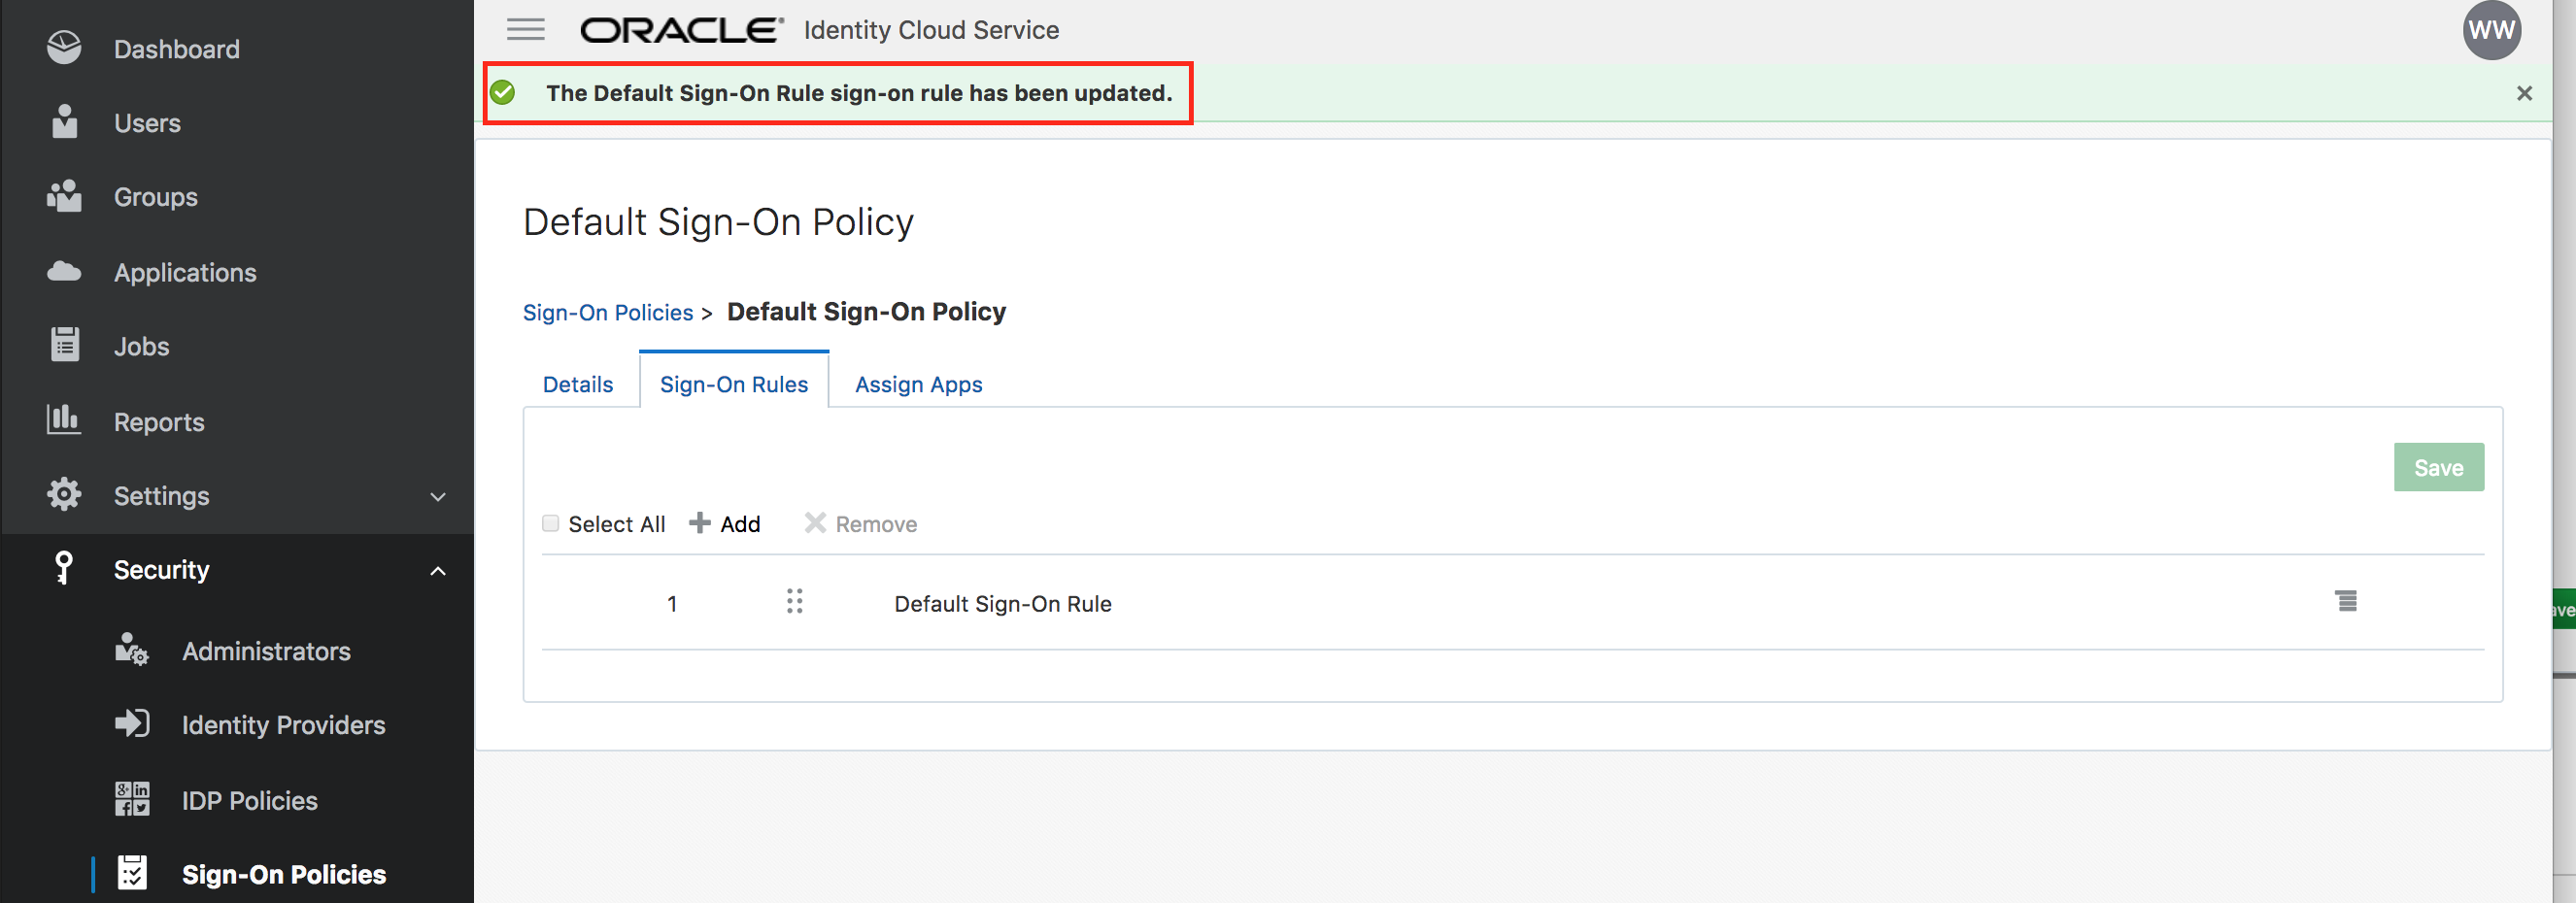 Dashboard
Users
Groups
Applications
Jobs
Reports
Settings
Security
Administrators
Identity Providers
IDP Policies
Sign-On Policies
ORACLE® Identity Cloud Service
WW
The Default Sign-On Rule sign-on rule has been updated.
Default Sign-On Policy
Sign-On Policies > Default Sign-On Policy
Details Sign-On Rules Assign Apps
Save
Select All Add Remove
1 Default Sign-On Rule